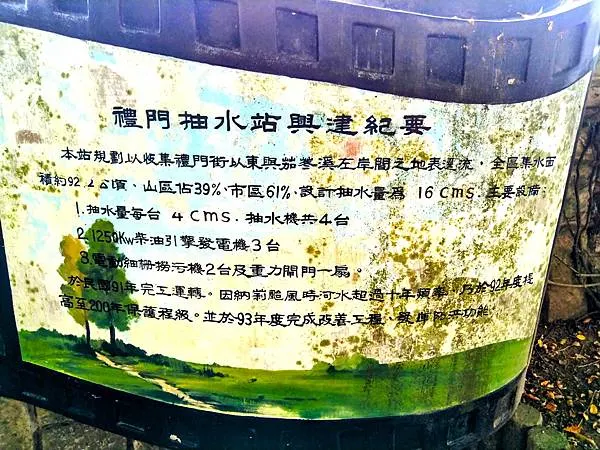 禮門抽水站興建紀要
本站規劃以收集禮門街以東與茄苳溪左岸間之地表逕流，全區集水面
積約92.2公頃、山區佔39%、市區61%，設計抽水量為 16 cms．主要設備：
1.抽水量每台 4 cms．抽水機共4台
2.1250Kw柴油引擎發電機3台
3.電動細柵撈污機2台及重力閘門一扇。
於民國91年完工運轉。因納莉颱風時河水超過十年頻率，乃於92年度堤
高至200年保護程級。並於93年度完成改善工程，防洪功能。